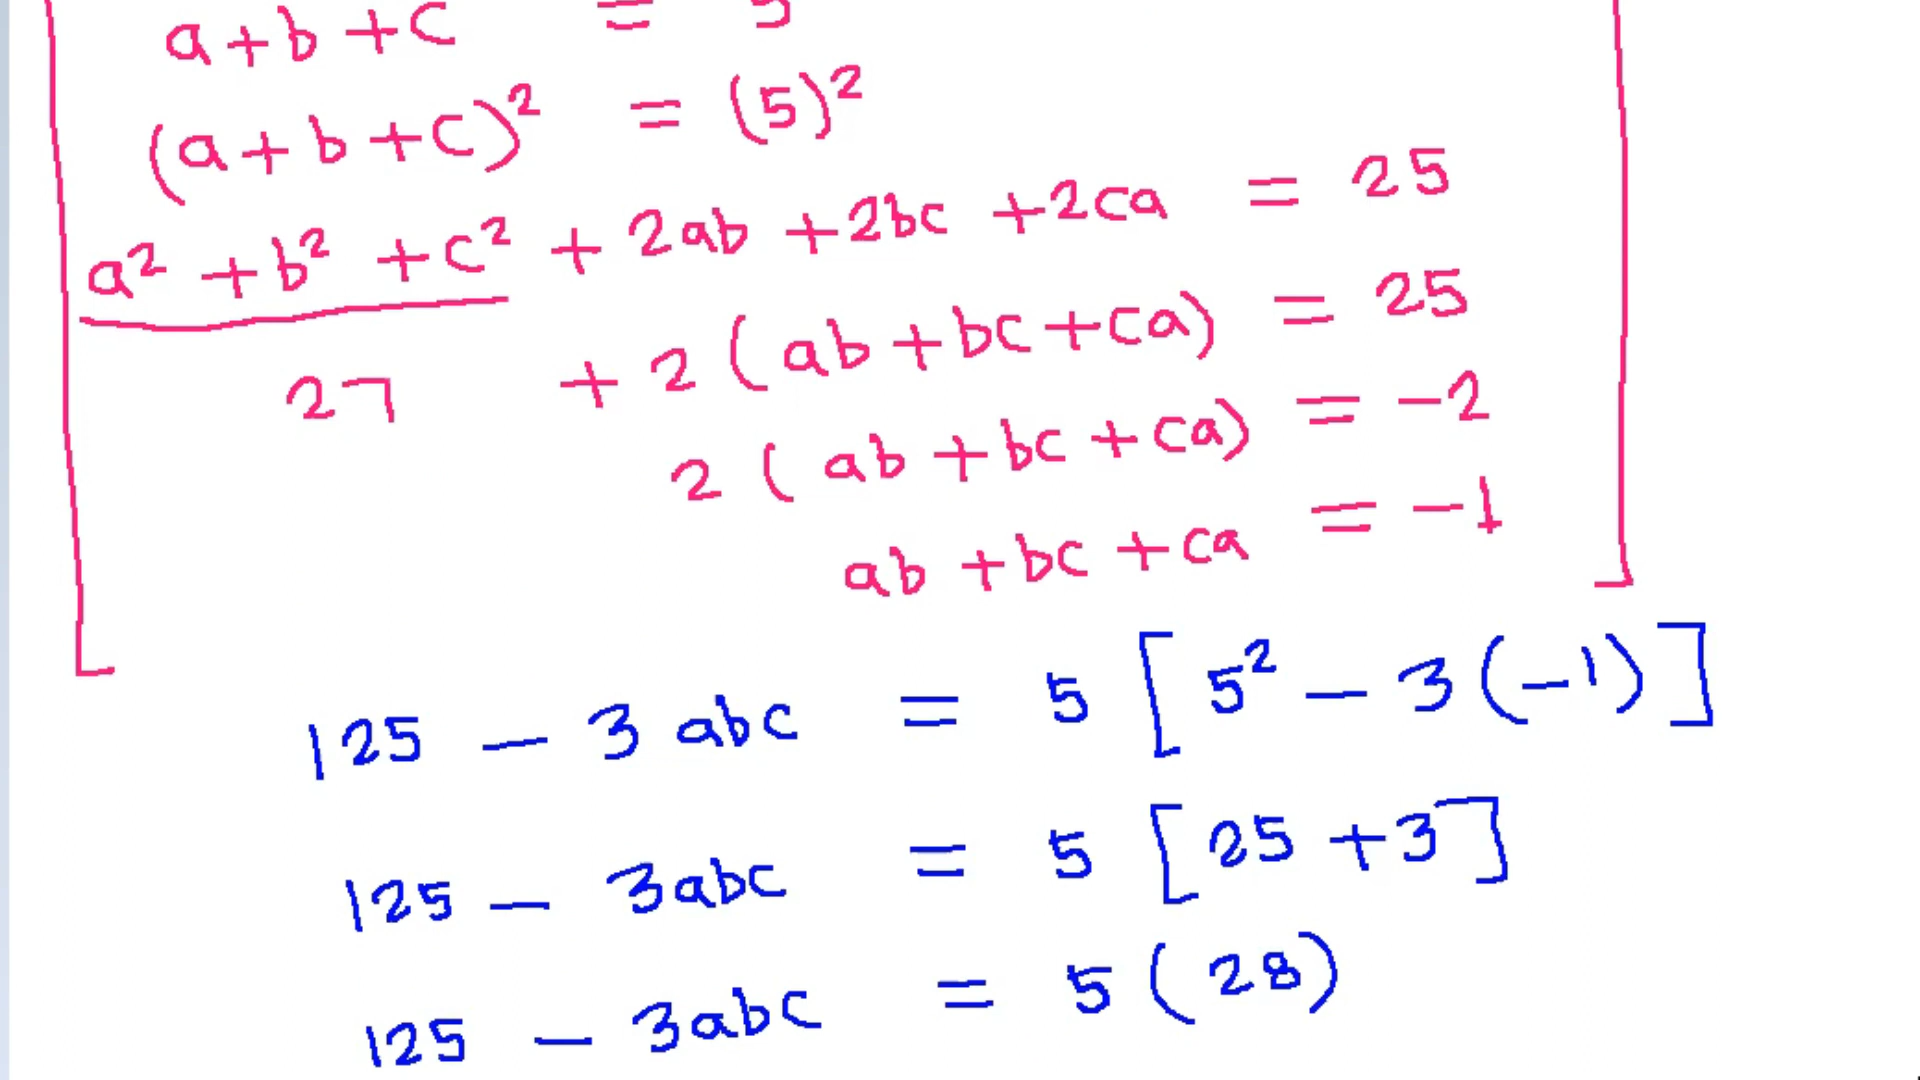 a+b+c = 5
(a+b+c)² = (5)²
a² +b² +c² + 2ab +2bc +2ca = 25
27 + 2 (ab+bc+ca) = 25
2 (ab+bc+ca) = -2
ab +bc +ca = -1
125 - 3 abc = 5 [ 5² - 3 (-1) ]
125 - 3abc = 5 [ 25 +3 ]
125 - 3abc = 5 ( 28 )